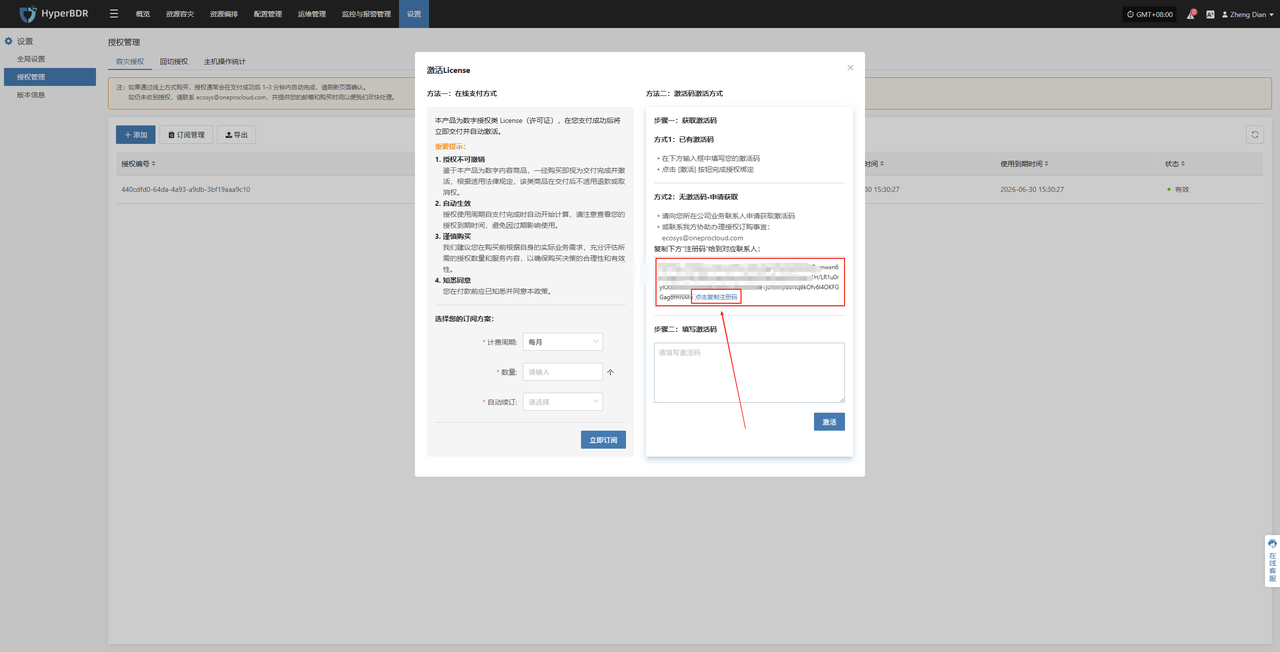 HyperBDR
概览
资源容灾
资源编排
配置管理
运维管理
监控与报警管理
设置
GMT+08:00
Zheng Dian
设置
全局设置
授权管理
版本信息
授权管理
容灾授权
回切授权
主机操作统计
注：如果通过线上方式购买，授权通常会在支付成功后 1~3 分钟内自动完成，请刷新页面确认。
如仍未收到授权，请联系 ecosys@oneprocloud.com，并提供您的邮箱和购买时间以便我们尽快处理。
添加
订阅管理
导出
授权编号
时间
使用到期时间
状态
440cdfd0-64da-4a93-a9db-3bf19aaa9c10
30 15:30:27
2026-06-30 15:30:27
有效
激活License
方法一：在线支付方式
本产品为数字授权类 License（许可证），在您支付成功后将
立即交付并自动激活。
重要提示：
1. 授权不可撤销
鉴于本产品为数字内容商品，一经购买即视为交付完成并激
活，根据适用法律规定，该类商品在交付后不适用退款或取
消权。
2. 自动生效
授权使用周期自支付完成时自动开始计算，请注意查看您的
授权到期时间，避免因过期影响使用。
3. 谨慎购买
我们建议您在购买前根据自身的实际业务需求，充分评估所
需的授权数量和服务内容，以确保购买决策的合理性和有效
性。
4. 知悉同意
您在付款前应已知悉并同意本政策。
选择您的订阅方案：
* 计费周期:
每月
* 数量:
请输入
个
* 自动续订:
请选择
立即订阅
方法二：激活码激活方式
步骤一：获取激活码
方式1：已有激活码
• 在下方输入框中填写您的激活码
• 点击 [激活] 按钮完成授权绑定
方式2：无激活码-申请获取
• 请向您所在公司业务联系人申请获取激活码
• 或联系我方协助办理授权订购事宜：
ecosys@oneprocloud.com
复制下方"注册码"给到对应联系人：
点击复制注册码
步骤二：填写激活码
请填写激活码
激活
在线客服